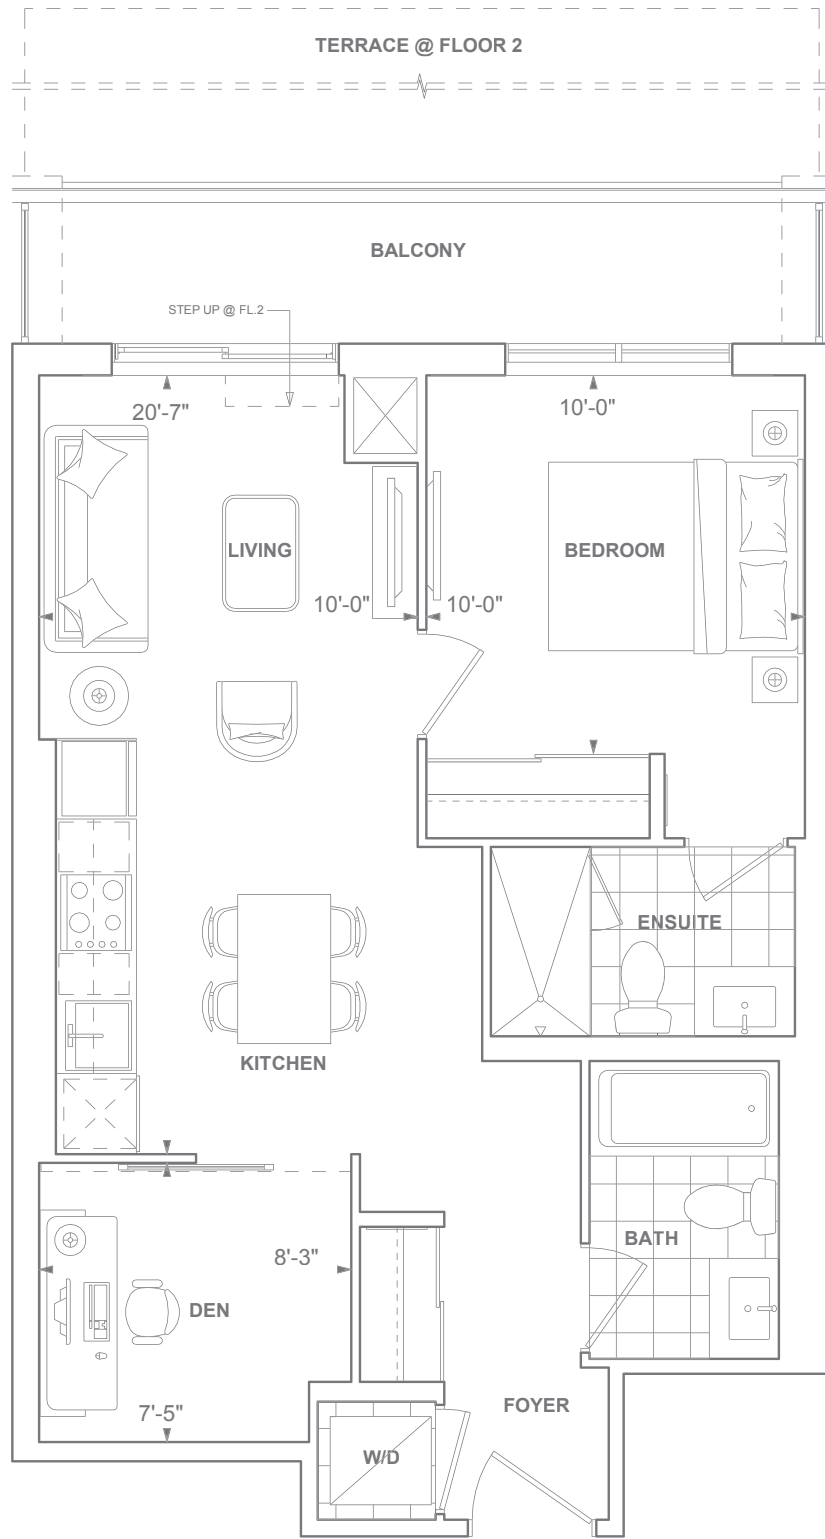 TERRACE @ FLOOR 2
BALCONY
STEP UP @ FL.2
20'-7"
10'-0"
LIVING
BEDROOM
10'-0"
10'-0"
ENSUITE
KITCHEN
BATH
8'-3"
DEN
7'-5"
FOYER
W/D